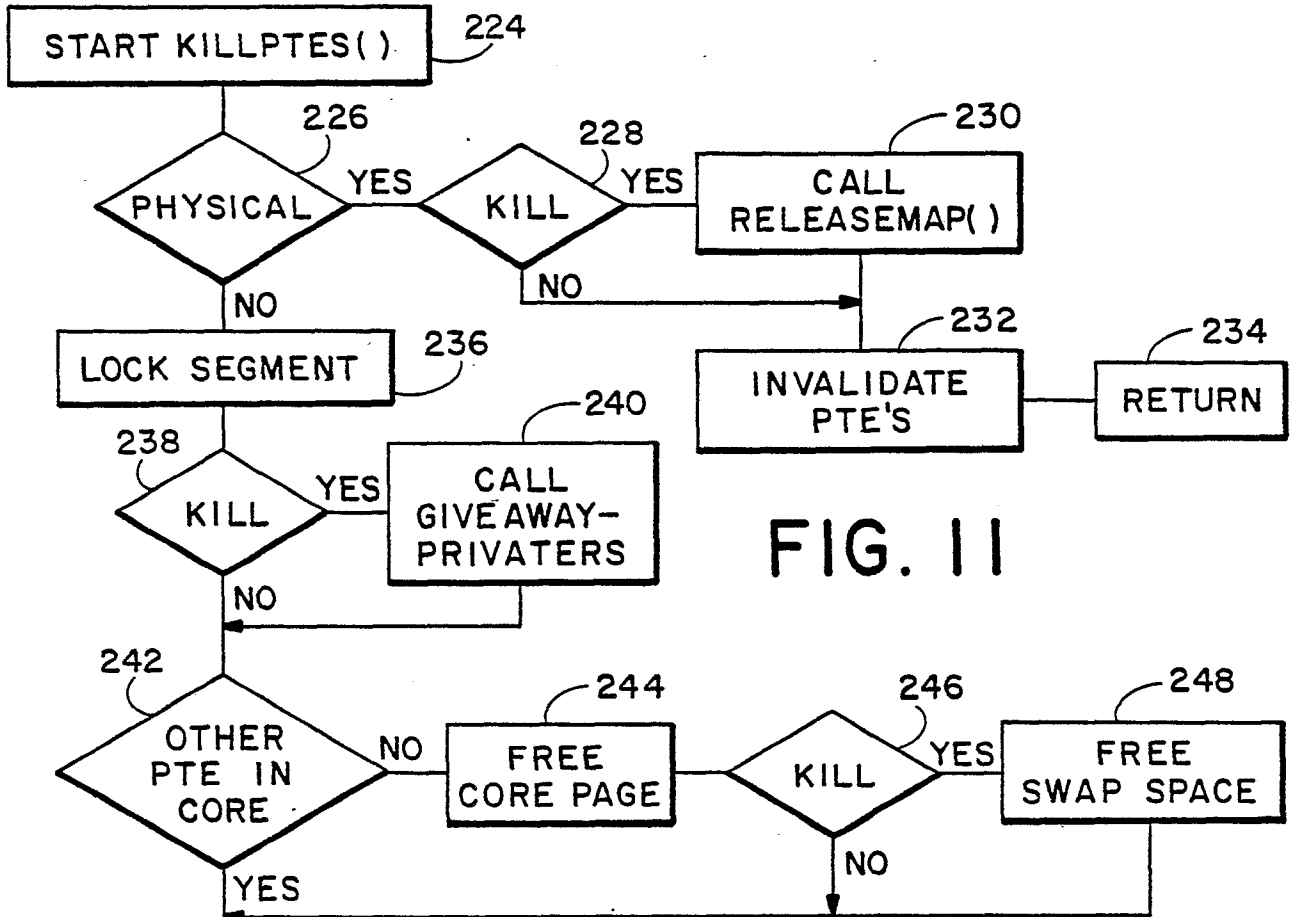 START KILLPTES()
224
226
PHYSICAL
YES
228
KILL
YES
230
CALL
RELEASEMAP()
NO
NO
LOCK SEGMENT
236
232
INVALIDATE
PTE'S
234
RETURN
238
KILL
YES
240
CALL
GIVEAWAY-
PRIVATERS
FIG. 11
NO
242
OTHER
PTE IN
CORE
NO
244
FREE
CORE PAGE
246
KILL
YES
248
FREE
SWAP SPACE
YES
NO